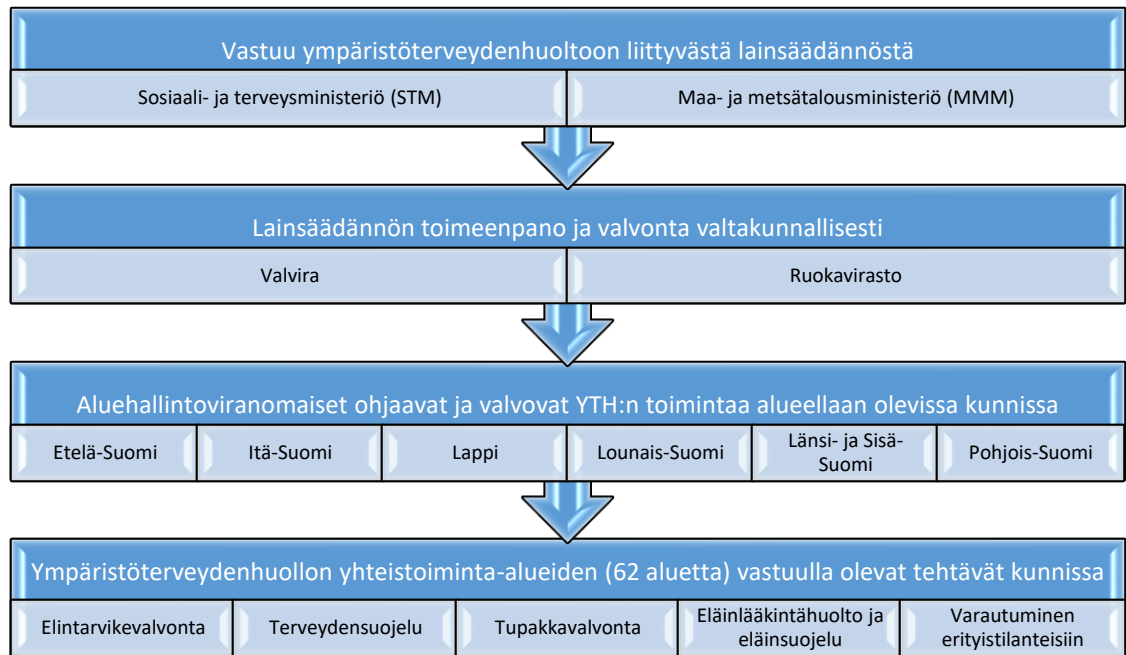 Vastuu ympäristöterveydenhuoltoon liittyvästä lainsäädännöstä
Sosiaali- ja terveysministeriö (STM)
Maa- ja metsätalousministeriö (MMM)
Lainsäädännön toimeenpano ja valvonta valtakunnallisesti
Valvira
Ruokavirasto
Aluehallintoviranomaiset ohjaavat ja valvovat YTH:n toimintaa alueellaan olevissa kunnissa
Etelä-Suomi
Itä-Suomi
Lappi
Lounais-Suomi
Länsi- ja Sisä-
Suomi
Pohjois-Suomi
Ympäristöterveydenhuollon yhteistoiminta-alueiden (62 aluetta) vastuulla olevat tehtävät kunnissa
Elintarvikevalvonta
Terveydensuojelu
Tupakkavalvonta
Eläinlääkintähuolto ja
eläinsuojelu
Varautuminen
erityistilanteisiin